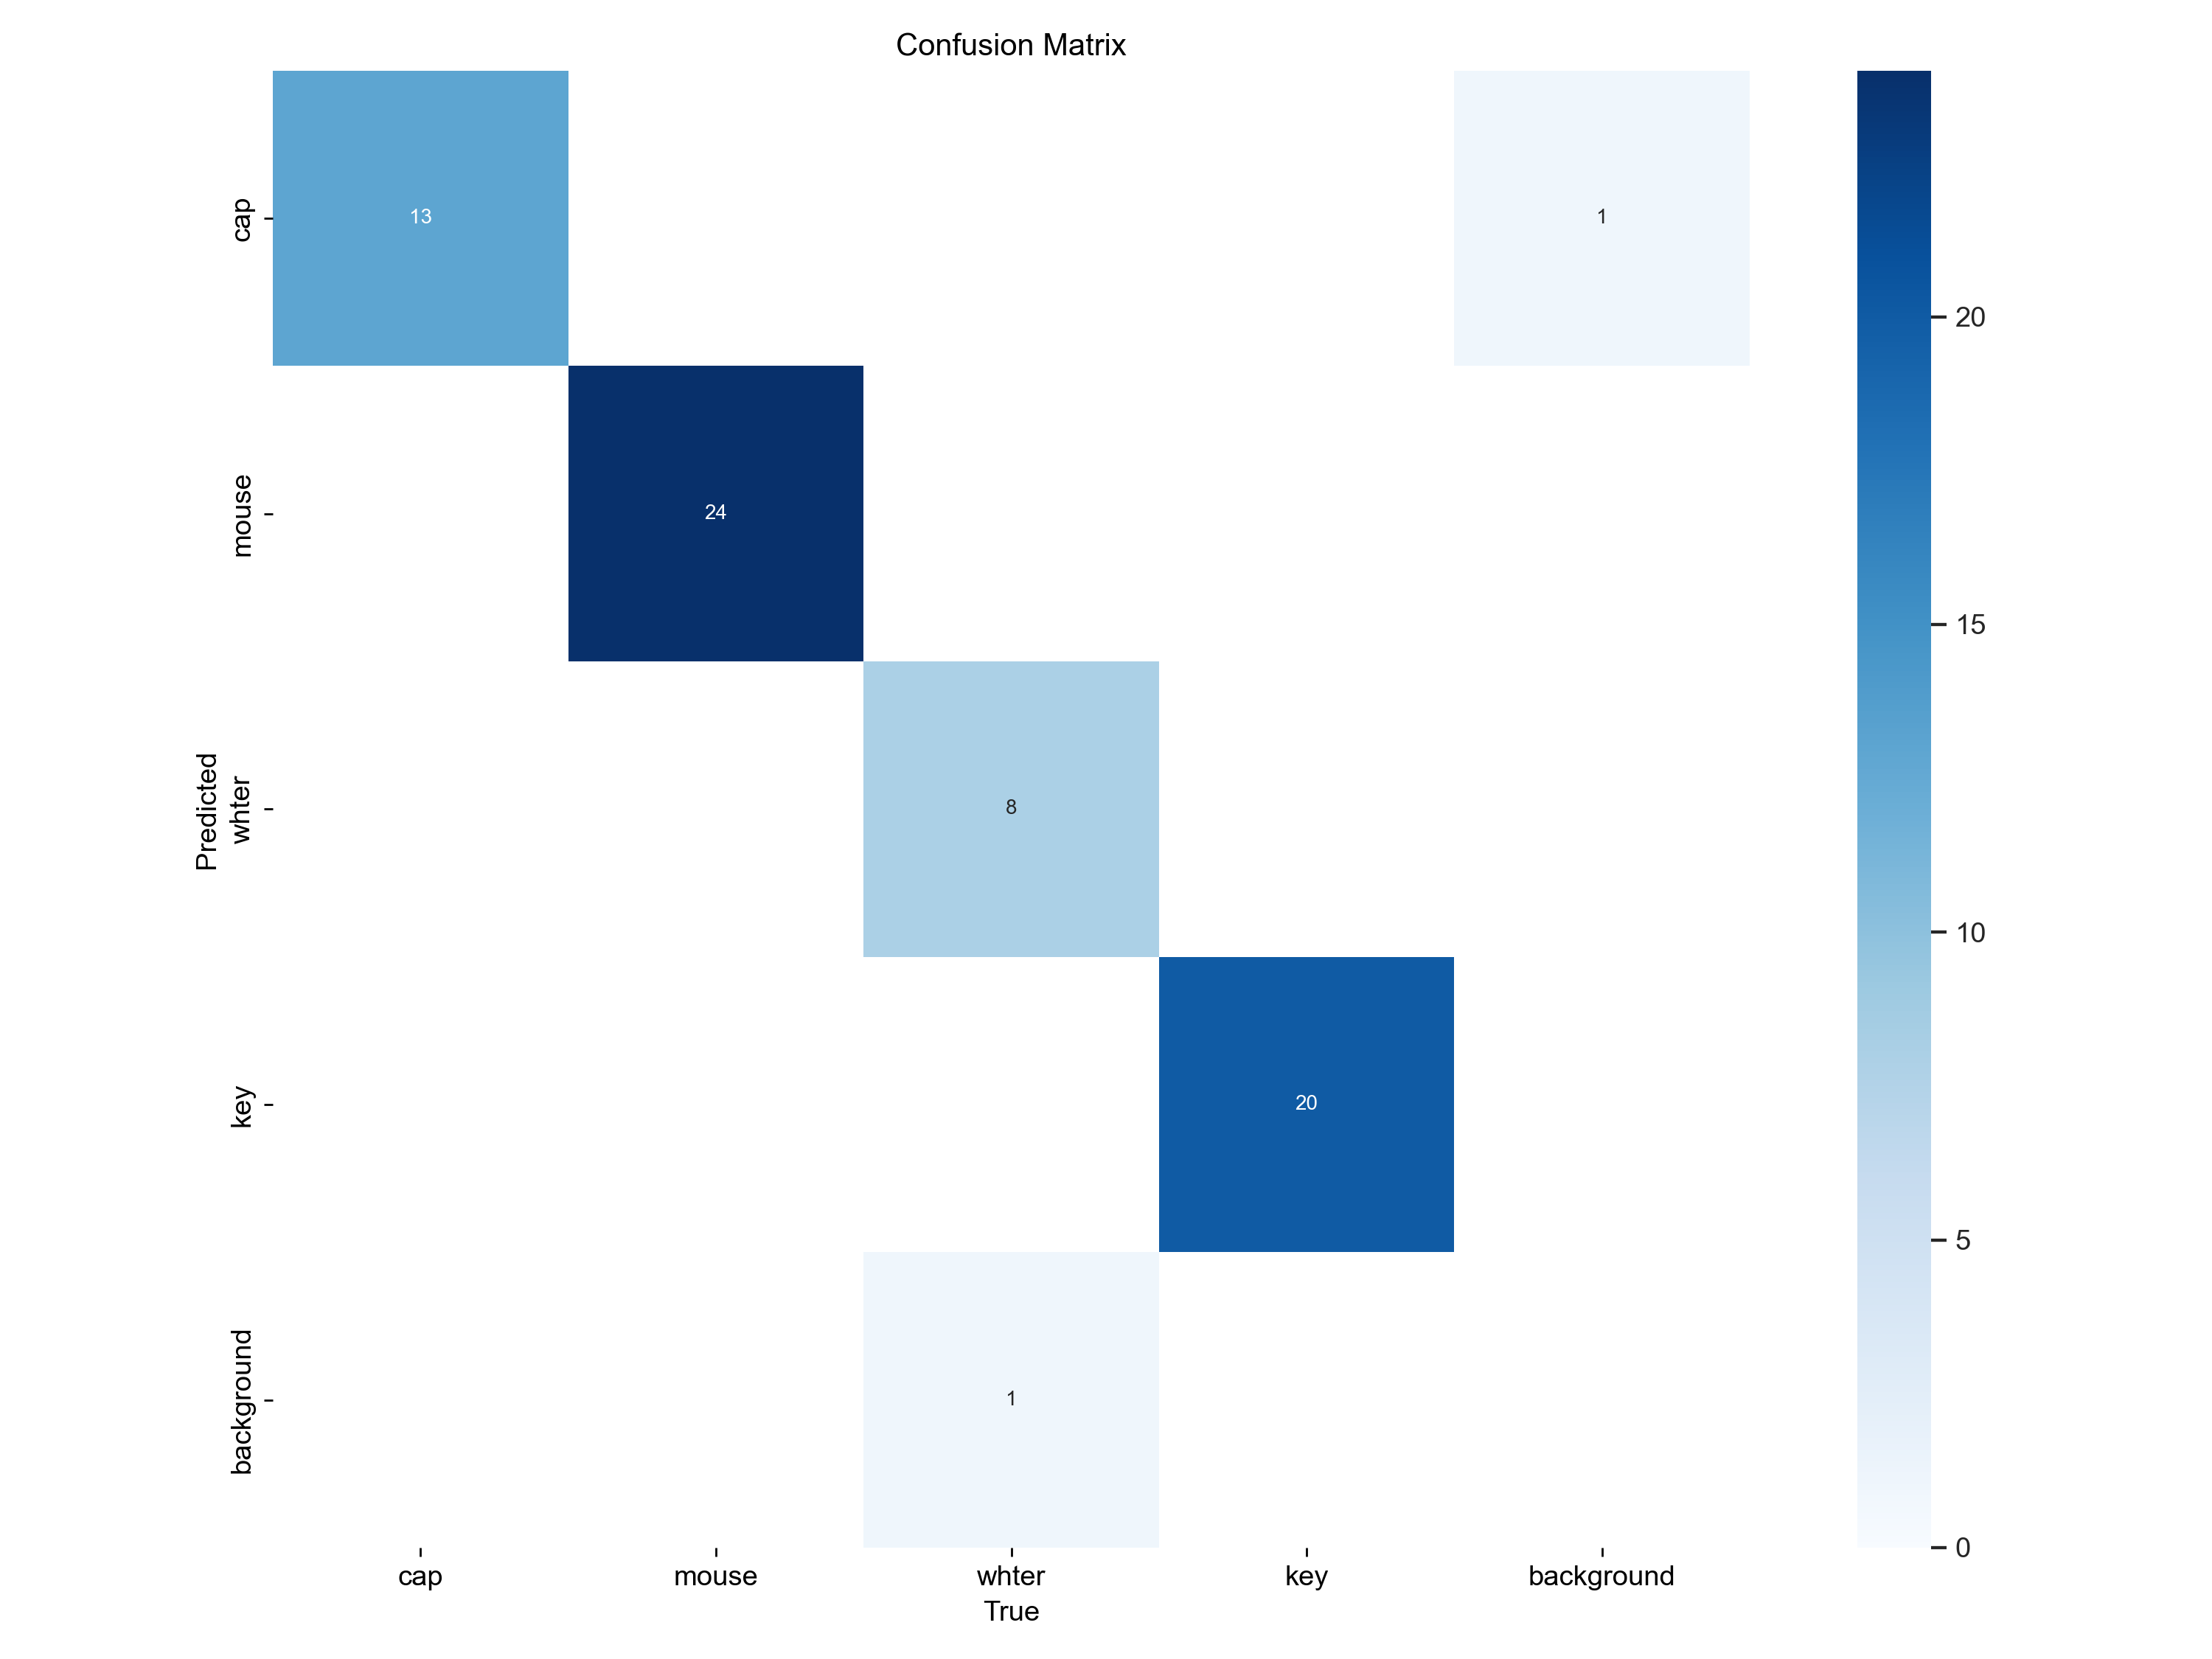 Confusion Matrix
cap
13
1
mouse
24
Predicted
whter
8
key
20
background
1
cap mouse whter key background
True
20
15
10
5
0